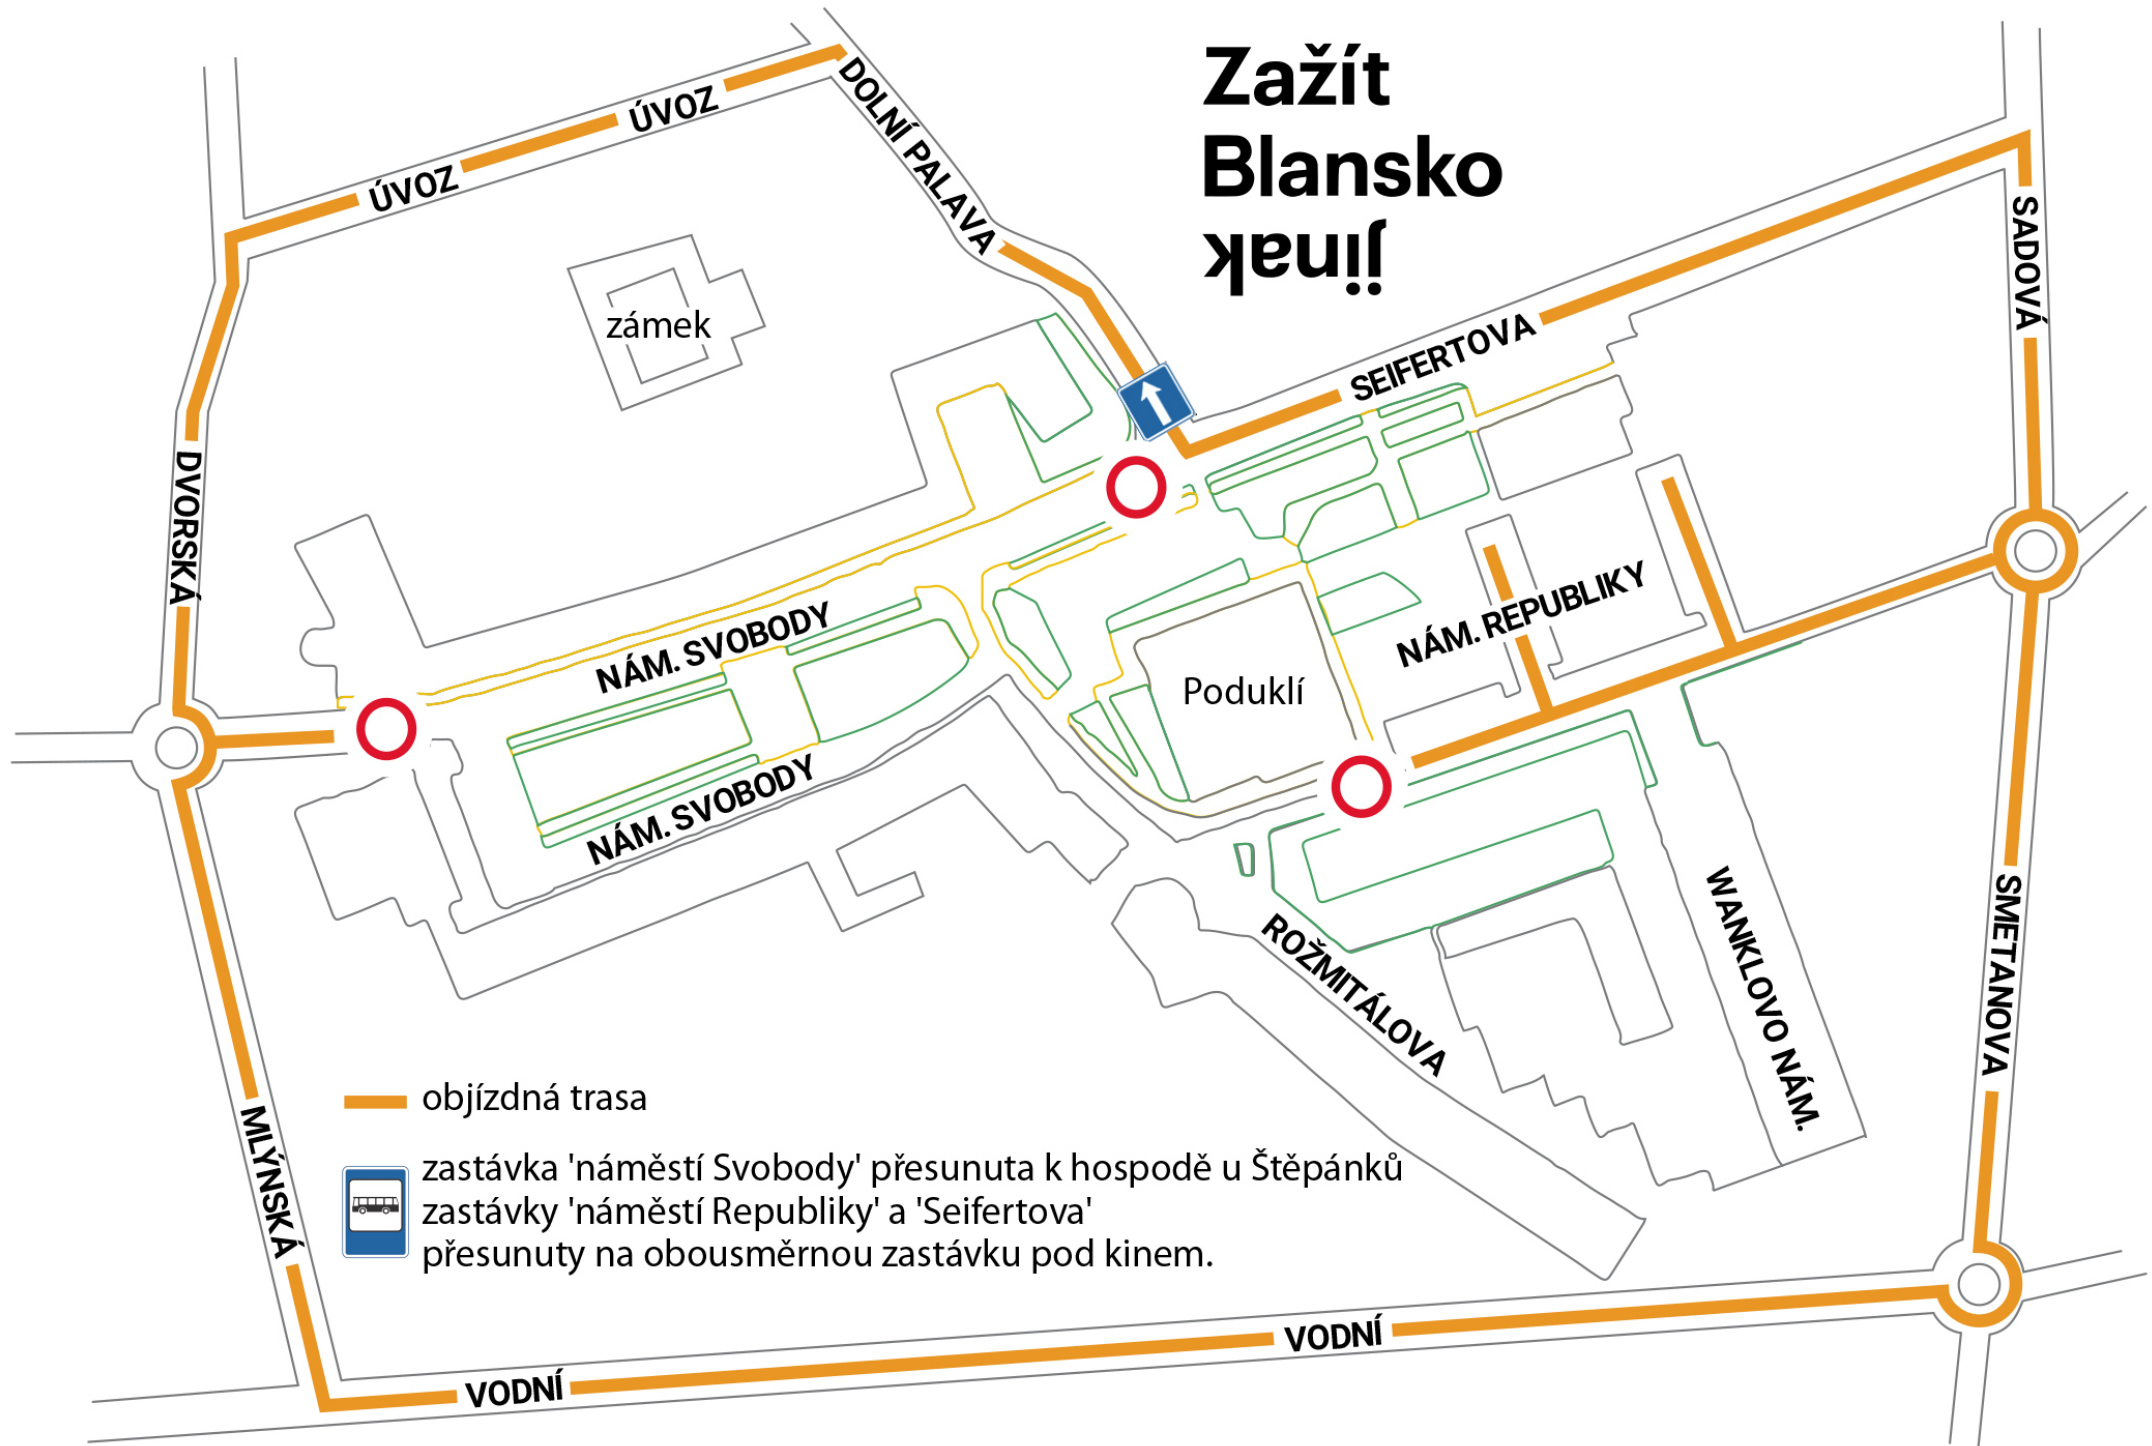 Zažít
Blansko
jinak
ÚVOZ
ÚVOZ
DOLNÍ PALAVA
SEIFERTOVA
SADOVÁ
zámek
DVORSKÁ
NÁM. SVOBODY
NÁM. SVOBODY
NÁM. REPUBLIKY
Poduklí
ROŽMITÁLOVA
WANKLOVO NÁM.
SMETANOVA
MLÝNSKÁ
objízdná trasa
zastávka 'náměstí Svobody' přesunuta k hospodě u Štěpánků
zastávky 'náměstí Republiky' a 'Seifertova'
přesunuty na obousměrnou zastávku pod kinem.
VODNÍ
VODNÍ